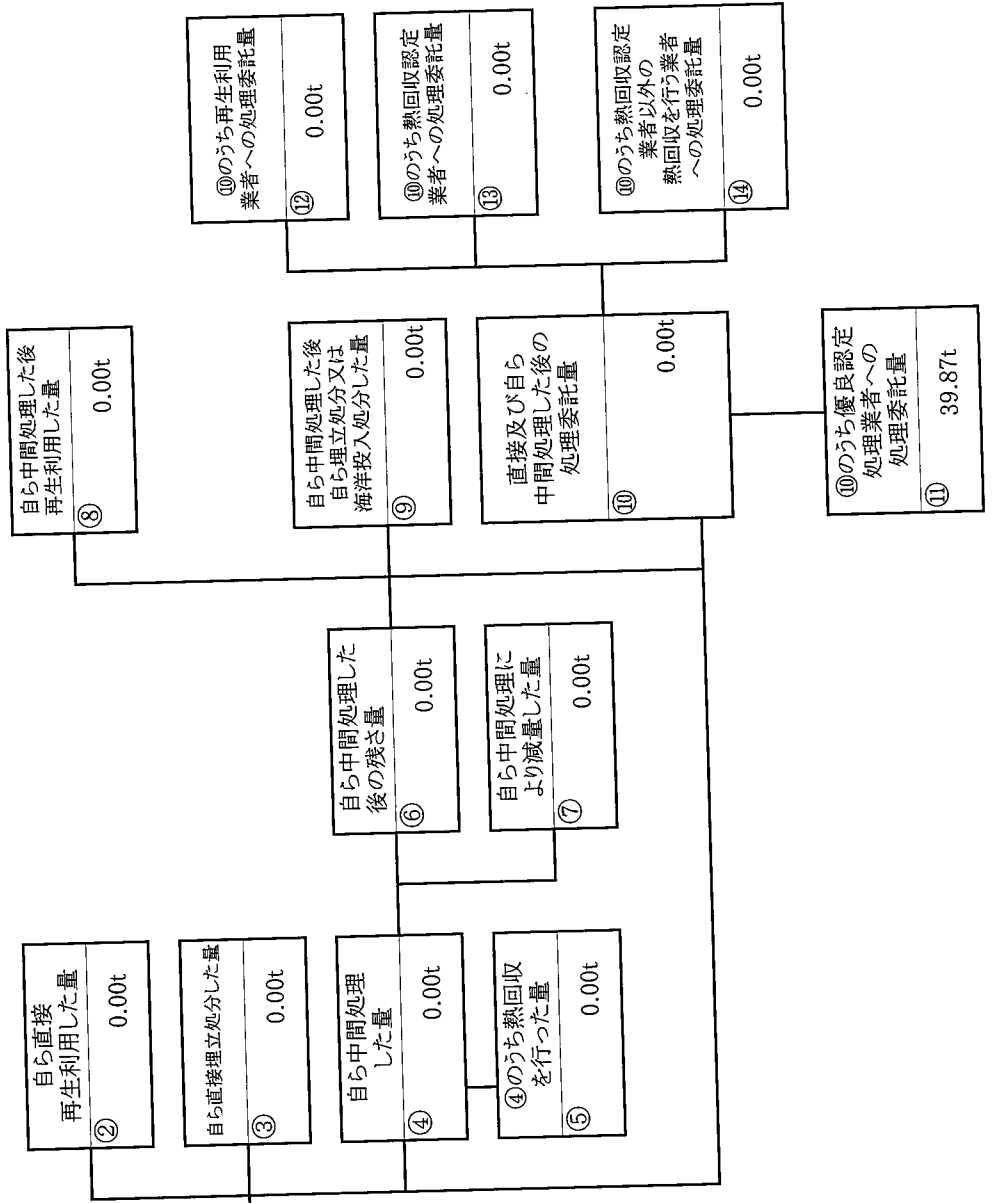 自ら直接
再生利用した量
②
0.00t
自ら直接埋立処分した量
③
0.00t
自ら中間処理
した量
④
0.00t
④のうち熱回収
を行った量
⑤
0.00t
自ら中間処理した
後の残さ量
⑥
0.00t
自ら中間処理に
より減量した量
⑦
0.00t
自ら中間処理した後
再生利用した量
⑧
0.00t
自ら中間処理した後
自ら埋立処分又は
海洋投入処分した量
⑨
0.00t
直接及び自ら
中間処理した後の
処理委託量
⑩
0.00t
⑩のうち優良認定
処理業者への
処理委託量
⑪
39.87t
⑩のうち再生利用
業者への処理委託量
⑫
0.00t
⑩のうち熱回収認定
業者への処理委託量
⑬
0.00t
⑩のうち熱回収認定
業者以外の
熱回収を行う業者
への処理委託量
⑭
0.00t